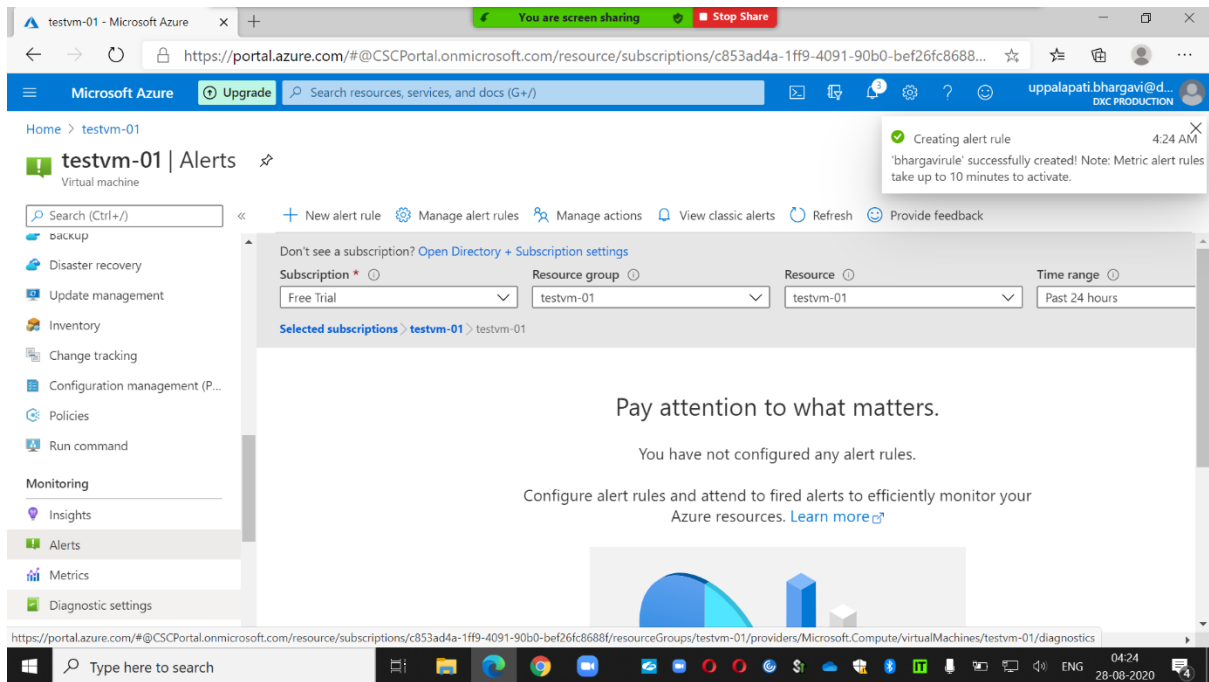 testvm-01 - Microsoft Azure
You are screen sharing
Stop Share
https://portal.azure.com/#@CSCPortal.onmicrosoft.com/resource/subscriptions/c853ad4a-1ff9-4091-90b0-bef26fc8688...
Microsoft Azure
Upgrade
Search resources, services, and docs (G+/)
3
uppalapati.bhargavi@d...
DXC PRODUCTION
Home > testvm-01
Creating alert rule 4:24 AM
'bhargavirule' successfully created! Note: Metric alert rules
take up to 10 minutes to activate.
testvm-01 | Alerts
Virtual machine
Search (Ctrl+/)
«
New alert rule
Manage alert rules
Manage actions
View classic alerts
Refresh
Provide feedback
Backup
Disaster recovery
Update management
Inventory
Change tracking
Configuration management (P...
Policies
Run command
Monitoring
Insights
Alerts
Metrics
Diagnostic settings
Don't see a subscription? Open Directory + Subscription settings
Subscription *
Resource group
Resource
Time range
Free Trial
testvm-01
testvm-01
Past 24 hours
Selected subscriptions > testvm-01 > testvm-01
Pay attention to what matters.
You have not configured any alert rules.
Configure alert rules and attend to fired alerts to efficiently monitor your
Azure resources. Learn more
https://portal.azure.com/#@CSCPortal.onmicrosoft.com/resource/subscriptions/c853ad4a-1ff9-4091-90b0-bef26fc8688f/resourceGroups/testvm-01/providers/Microsoft.Compute/virtualMachines/testvm-01/diagnostics
Type here to search
ENG
04:24
28-08-2020
4